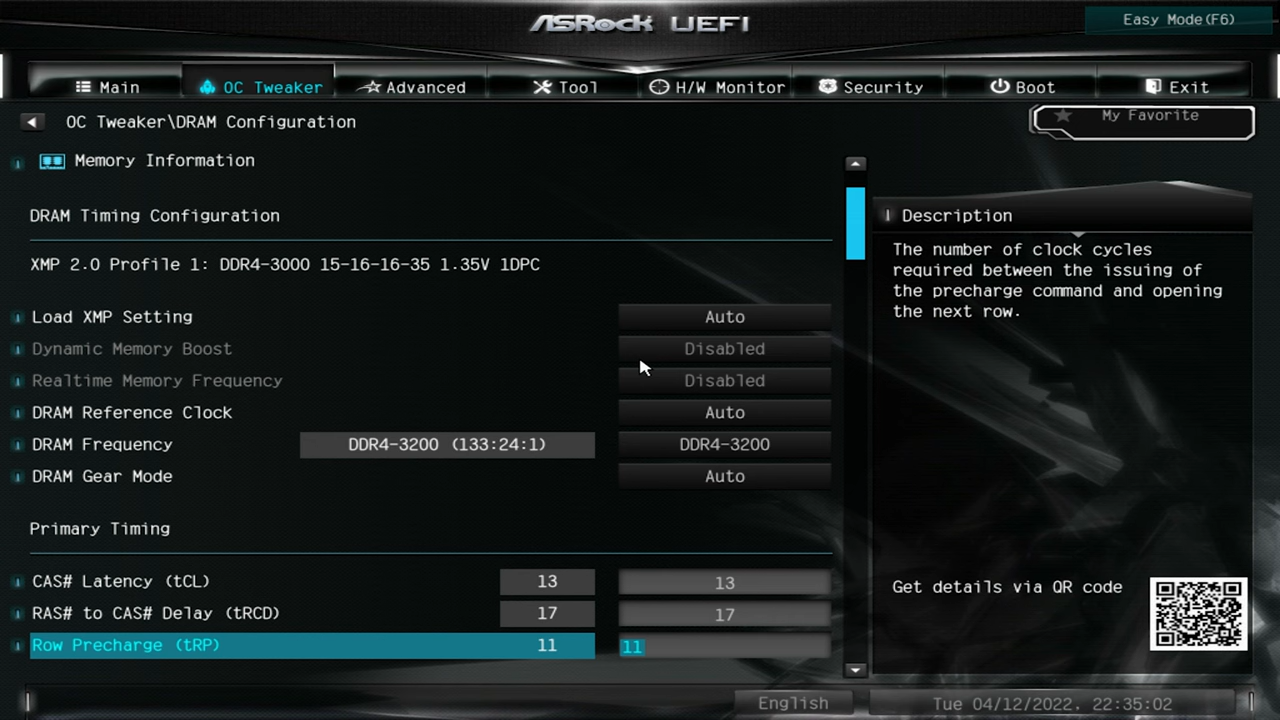 ASRock UEFI
Easy Mode(F6)
Main
OC Tweaker
Advanced
Tool
H/W Monitor
Security
Boot
Exit
OC Tweaker\DRAM Configuration
My Favorite
Memory Information
DRAM Timing Configuration
XMP 2.0 Profile 1: DDR4-3000 15-16-16-35 1.35V 1DPC
Load XMP Setting Auto
Dynamic Memory Boost Disabled
Realtime Memory Frequency Disabled
DRAM Reference Clock Auto
DRAM Frequency DDR4-3200 (133:24:1) DDR4-3200
DRAM Gear Mode Auto
Primary Timing
CAS# Latency (tCL) 13 13
RAS# to CAS# Delay (tRCD) 17 17
Row Precharge (tRP) 11 11
Description
The number of clock cycles
required between the issuing of
the precharge command and opening
the next row.
Get details via QR code
English
Tue 04/12/2022. 22:35:02